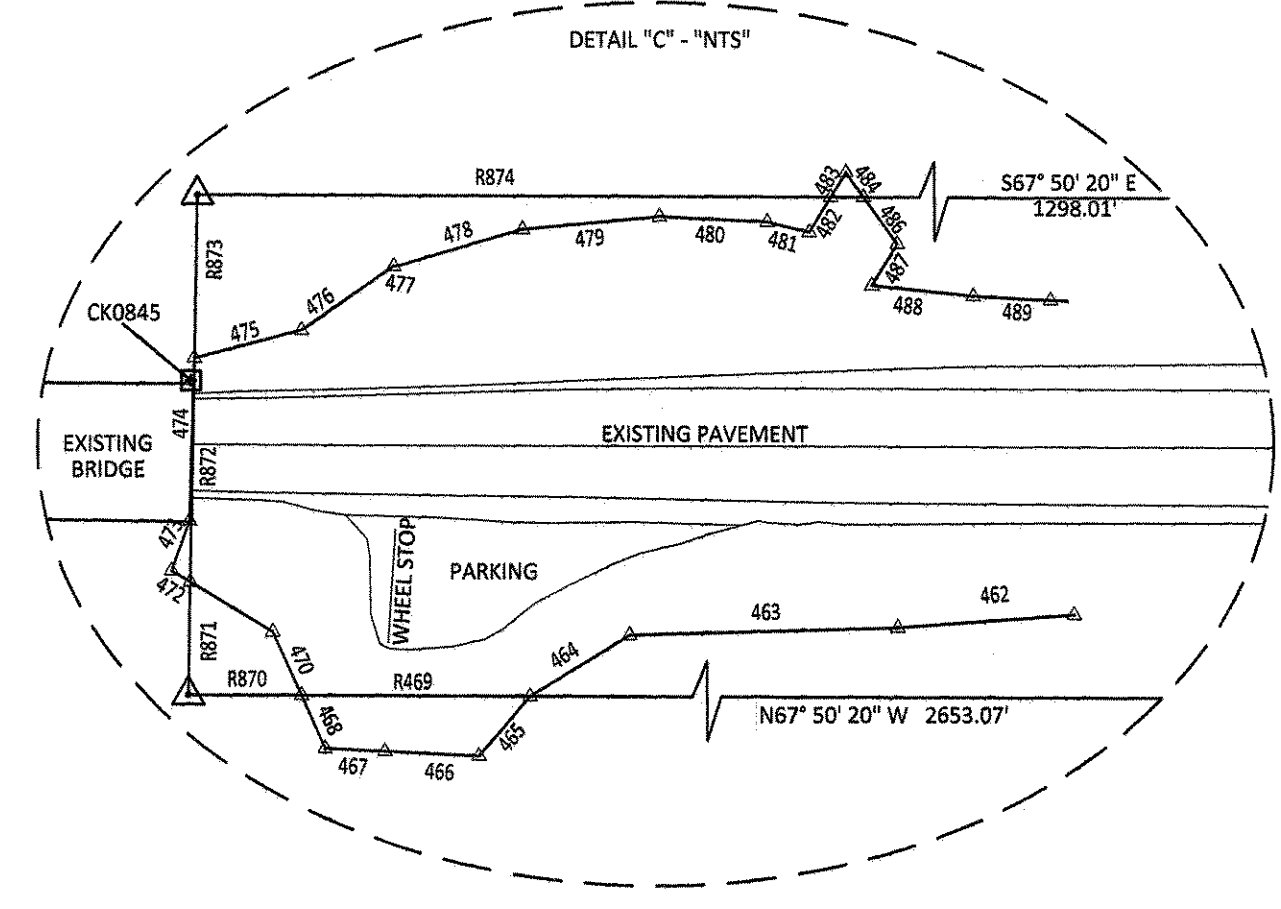 DETAIL "C" - "NTS"
R874
S67° 50' 20" E
1298.01'
483
484
482
486
487
488
489
481
480
479
478
477
476
475
R873
CK0845
474
R872
EXISTING
BRIDGE
EXISTING PAVEMENT
473
472
WHEEL STOP
PARKING
R871
R870
470
R469
464
463
462
468
467
466
465
N67° 50' 20" W 2653.07'